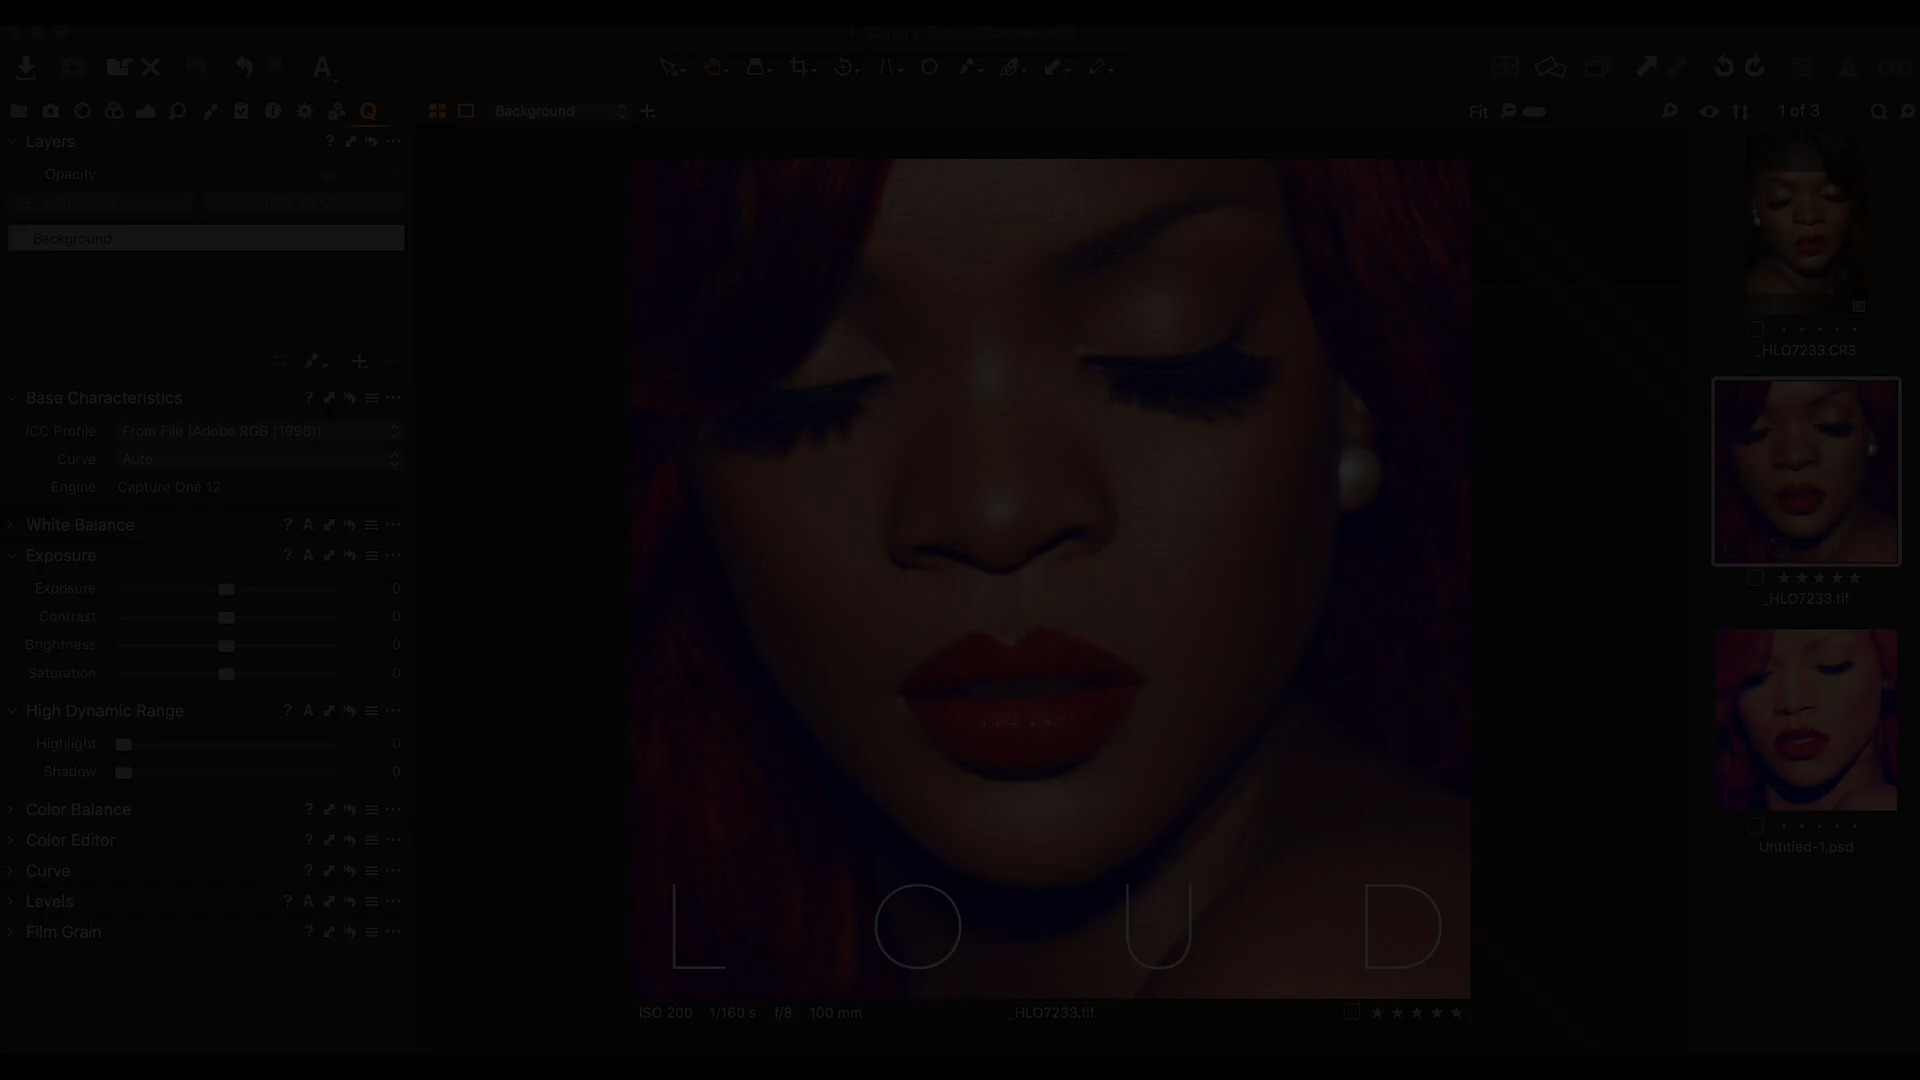 Background
Fit
1 of 3
Layers
Opacity
Background
Base Characteristics
ICC Profile
From File (Adobe RGB (1998))
Curve
Auto
Engine
Capture One 12
White Balance
Exposure
Exposure
0
Contrast
0
Brightness
0
Saturation
0
High Dynamic Range
Highlight
0
Shadow
0
Color Balance
Color Editor
Curve
Levels
Film Grain
L O U D
ISO 200 1/160 s f/8 100 mm
_HLO7233.tif
_HLO7233.CR3
_HLO7233.tif
Untitled-1.psd